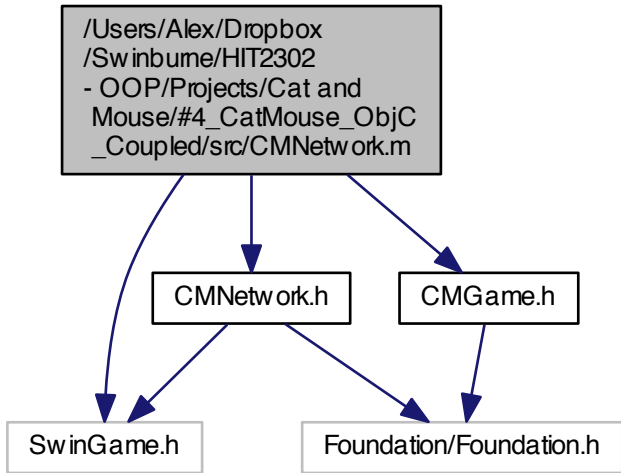 /Users/Alex/Dropbox
/Swinburne/HIT2302
- OOP/Projects/Cat and
Mouse/#4_CatMouse_ObjC
_Coupled/src/CMNetwork.m
CMNetwork.h
CMGame.h
SwinGame.h
Foundation/Foundation.h